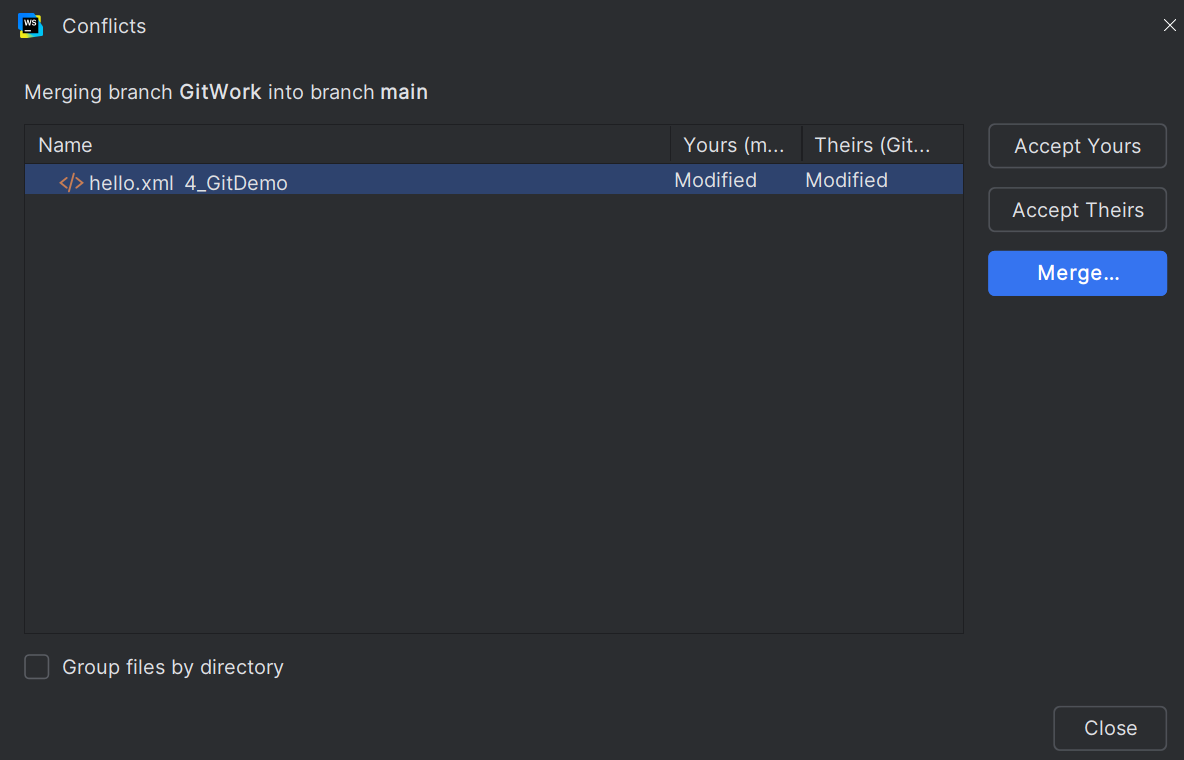 WS
Conflicts
Merging branch GitWork into branch main
Name Yours (m... Theirs (Git...
</> hello.xml 4_GitDemo Modified Modified
Accept Yours
Accept Theirs
Merge...
Group files by directory
Close